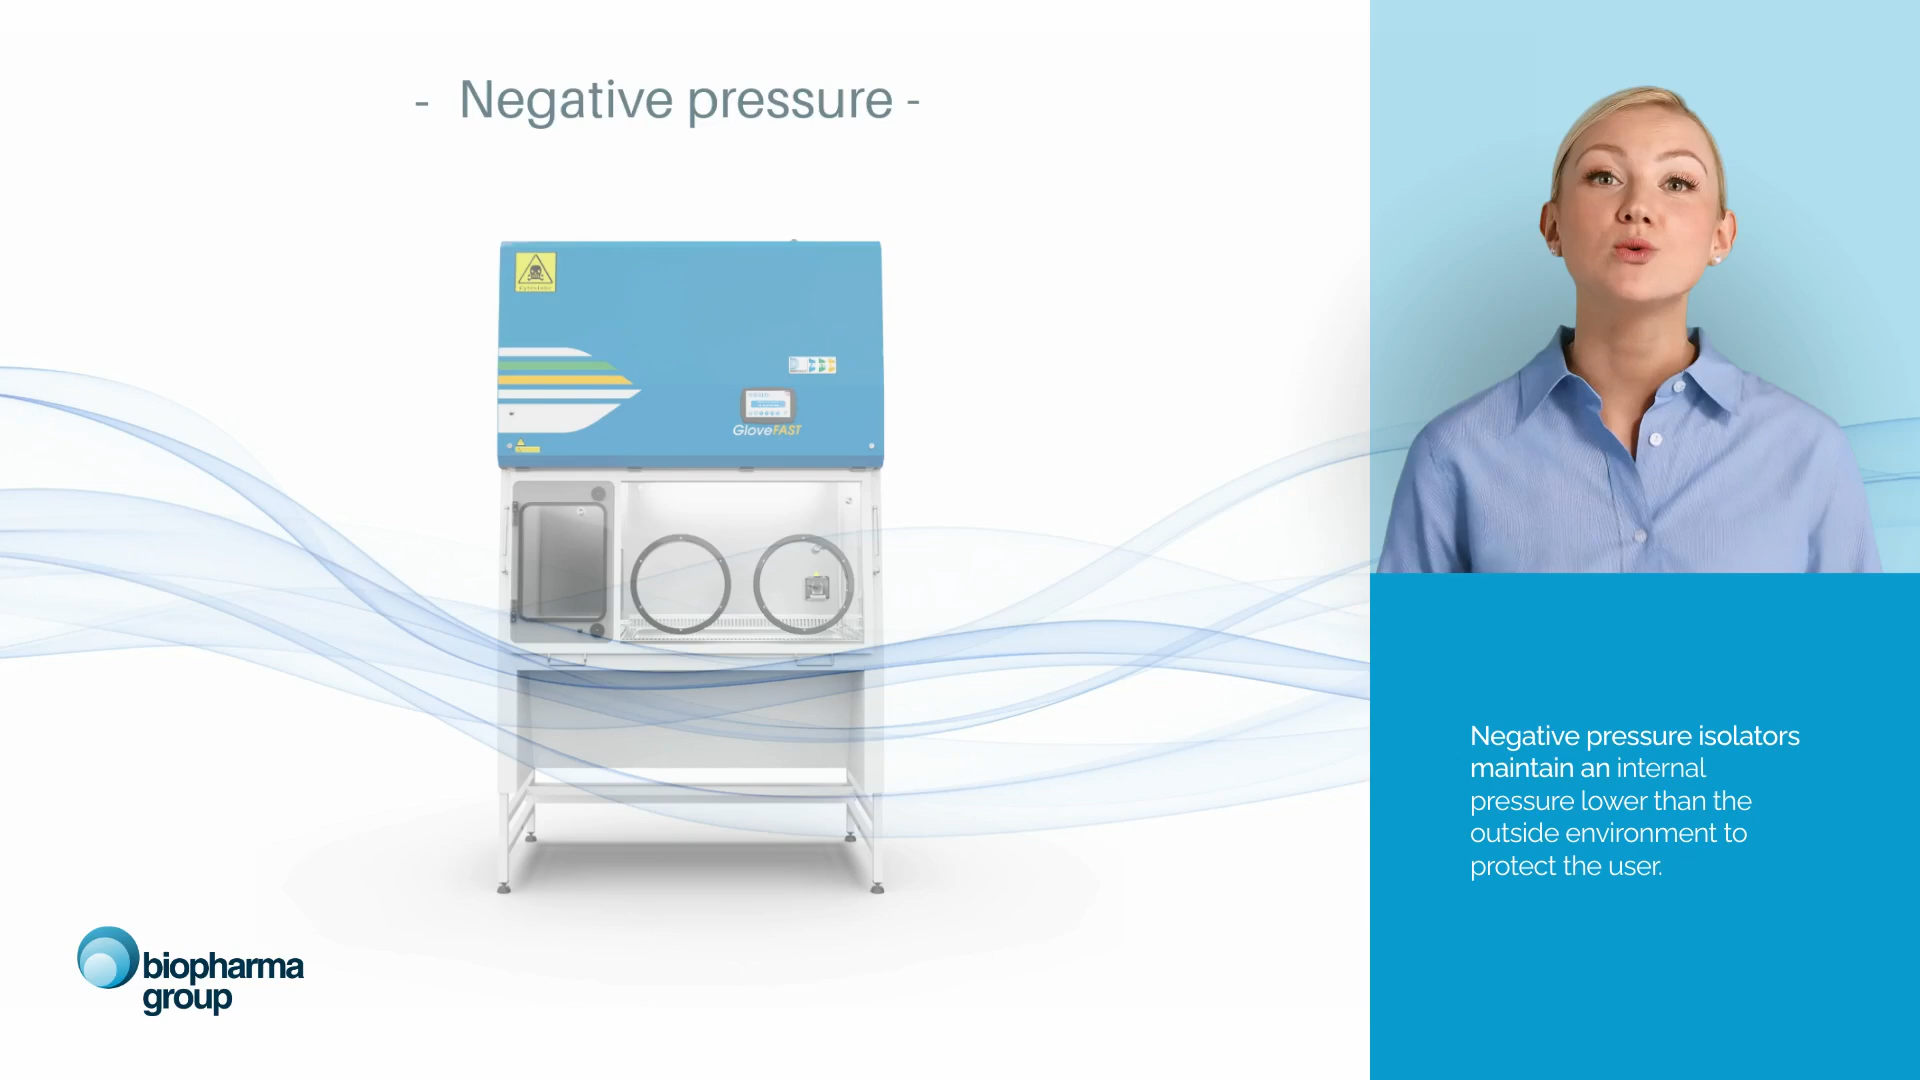 - Negative pressure -
GloveFAST
Negative pressure isolators
maintain an internal
pressure lower than the
outside environment to
protect the user.
biopharma
group